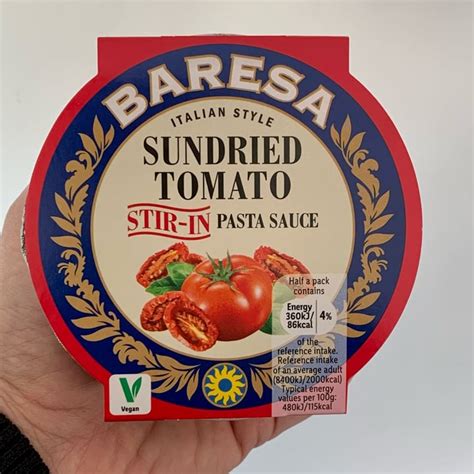 BARESA
ITALIAN STYLE
SUNDRIED
TOMATO
STIR-IN PASTA SAUCE
Half a pack
contains
Energy
360kJ/
86kcal
4%
of the
reference intake.
Reference intake
of an average adult
(8400kJ/2000kcal)
Typical energy
values per 100g:
480kJ/115kcal
V
Vegan